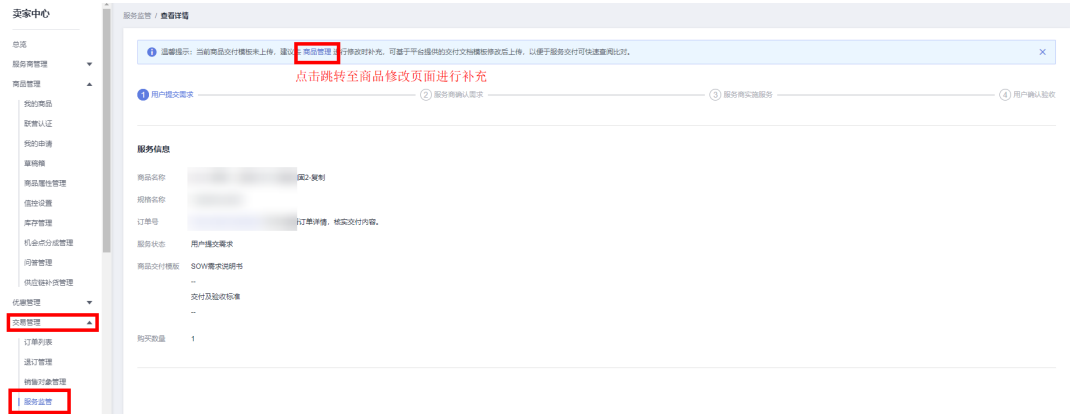 卖家中心
服务监管 / 查看详情
总览
服务商管理
商品管理
我的商品
联营认证
我的申请
草稿箱
商品属性管理
信控设置
库存管理
机会点分成管理
问答管理
供应链补货管理
优惠管理
交易管理
订单列表
退订管理
销售对象管理
服务监管
温馨提示：当前商品交付模板未上传，建议在 商品管理 进行修改时补充，可基于平台提供的交付文档模板修改后上传，以便于服务交付可快速查阅比对。
点击跳转至商品修改页面进行补充
1 用户提交需求
2 服务商确认需求
3 服务商实施服务
4 用户确认验收
服务信息
商品名称 2-复制
规格名称
订单号 订单详情，核实交付内容。
服务状态 用户提交需求
商品交付模版 SOW需求说明书
--
交付及验收标准
--
购买数量 1